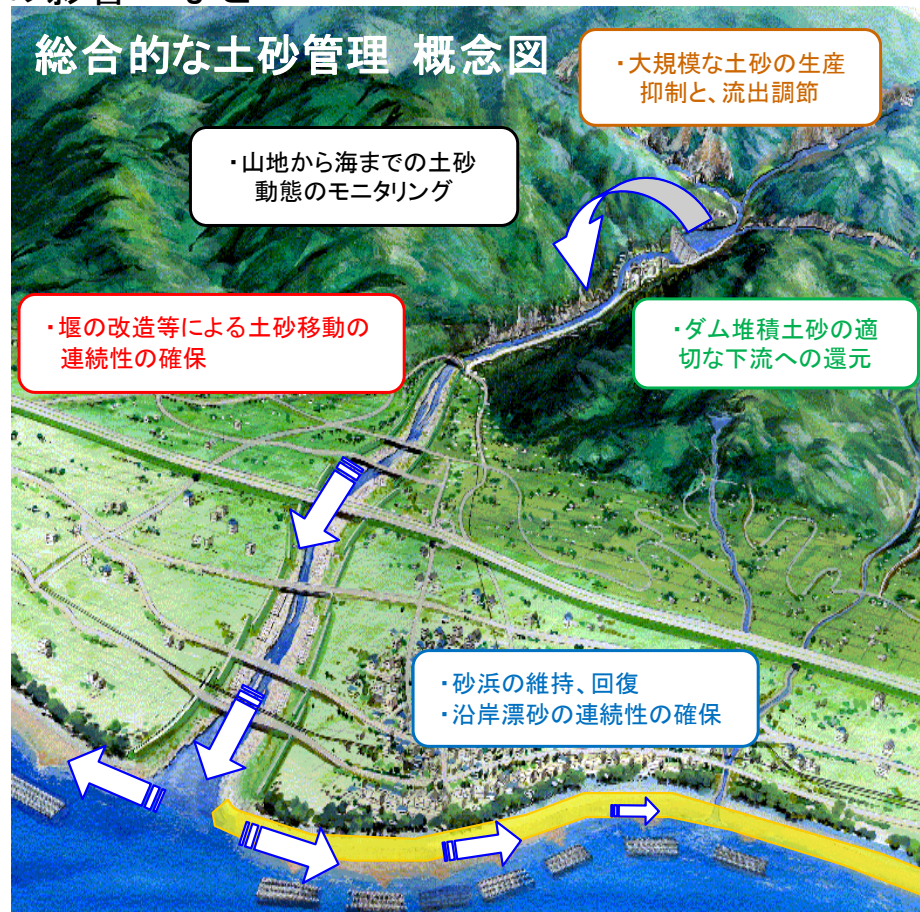 総合的な土砂管理 概念図
・大規模な土砂の生産
抑制と、流出調節
・山地から海までの土砂
動態のモニタリング
・堰の改造等による土砂移動の
連続性の確保
・ダム堆積土砂の適
切な下流への還元
・砂浜の維持、回復
・沿岸漂砂の連続性の確保